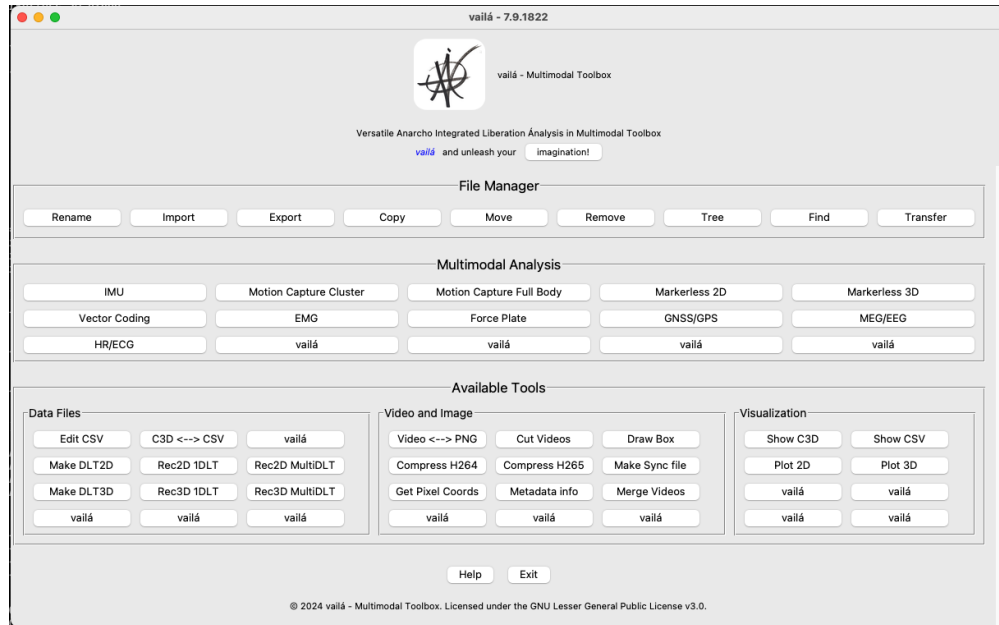 vailá - 7.9.1822
vailá - Multimodal Toolbox
Versatile Anarcho Integrated Liberation Ánalysis in Multimodal Toolbox
vailá and unleash your imagination!
File Manager
Rename Import Export Copy Move Remove Tree Find Transfer
Multimodal Analysis
IMU Motion Capture Cluster Motion Capture Full Body Markerless 2D Markerless 3D
Vector Coding EMG Force Plate GNSS/GPS MEG/EEG
HR/ECG vailá vailá vailá vailá
Available Tools
Data Files
Edit CSV C3D <--> CSV vailá
Make DLT2D Rec2D 1DLT Rec2D MultiDLT
Make DLT3D Rec3D 1DLT Rec3D MultiDLT
vailá vailá vailá
Video and Image
Video <--> PNG Cut Videos Draw Box
Compress H264 Compress H265 Make Sync file
Get Pixel Coords Metadata info Merge Videos
vailá vailá vailá
Visualization
Show C3D Show CSV
Plot 2D Plot 3D
vailá vailá
vailá vailá
Help Exit
© 2024 vailá - Multimodal Toolbox. Licensed under the GNU Lesser General Public License v3.0.